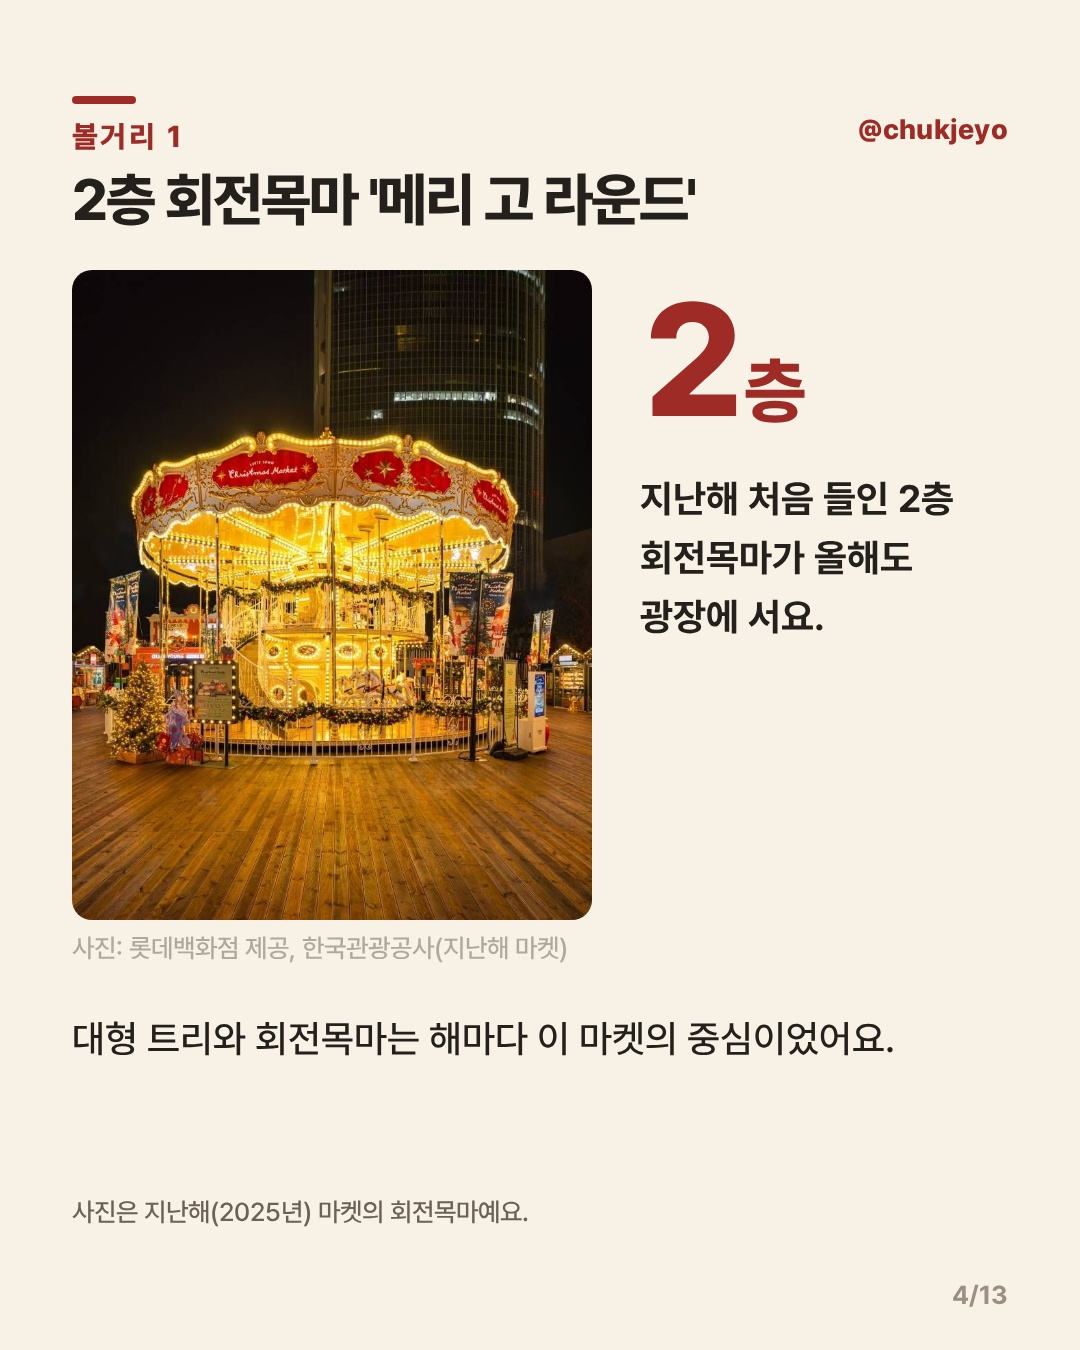 볼거리 1
@chukjeyo
2층 회전목마 '메리 고 라운드'
Christmas Market
2층
지난해 처음 들인 2층
회전목마가 올해도
광장에 서요.
사진: 롯데백화점 제공, 한국관광공사(지난해 마켓)
대형 트리와 회전목마는 해마다 이 마켓의 중심이었어요.
사진은 지난해(2025년) 마켓의 회전목마예요.
4/13